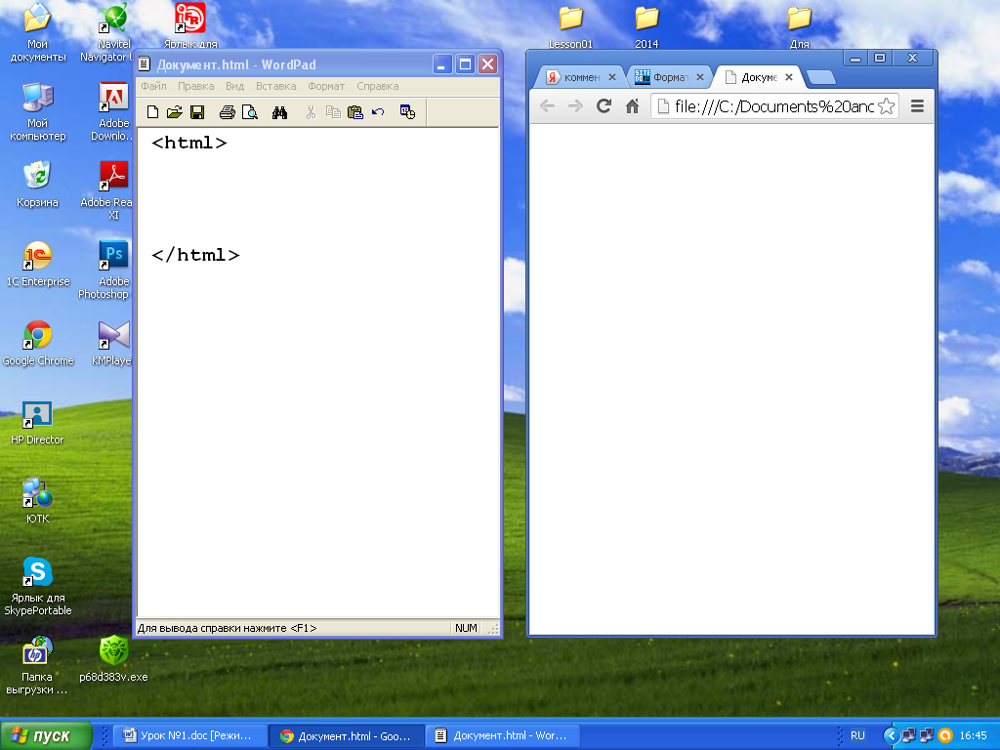 Мои
документы
Navitel
Navigator
Ярлык для
Lesson01
2014
Для
Мой
компьютер
Adobe
Downlo...
Корзина
Adobe Rea
XI
1C Enterprise
Adobe
Photoshop
Google Chrome
KMPlaye
HP Director
ЮТК
Ярлык для
SkypePortable
Папка
выгрузки ...
p68d383v.exe
Документ.html - WordPad
Файл Правка Вид Вставка Формат Справка
<html>
</html>
Для вывода справки нажмите <F1>
NUM
коммен
Формат
Докуме
file:///C:/Documents%20anc
пуск
Урок №1.doc [Режи...
Документ.html - Goo...
Документ.html - Wor...
RU
16:45